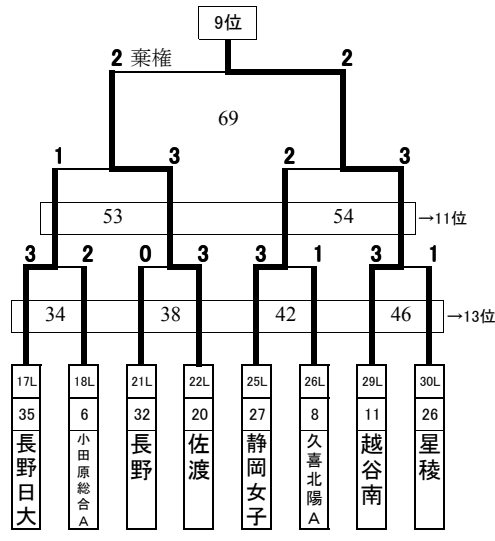 9位
2 棄権 2
69
1 3 2 3
53 54 →11位
3 2 0 3 3 1 3 1
34 38 42 46 →13位
17L 18L 21L 22L 25L 26L 29L 30L
35 6 32 20 27 8 11 26
長野日大
小田原総合A
長野
佐渡
静岡女子
久喜北陽A
越谷南
星稜